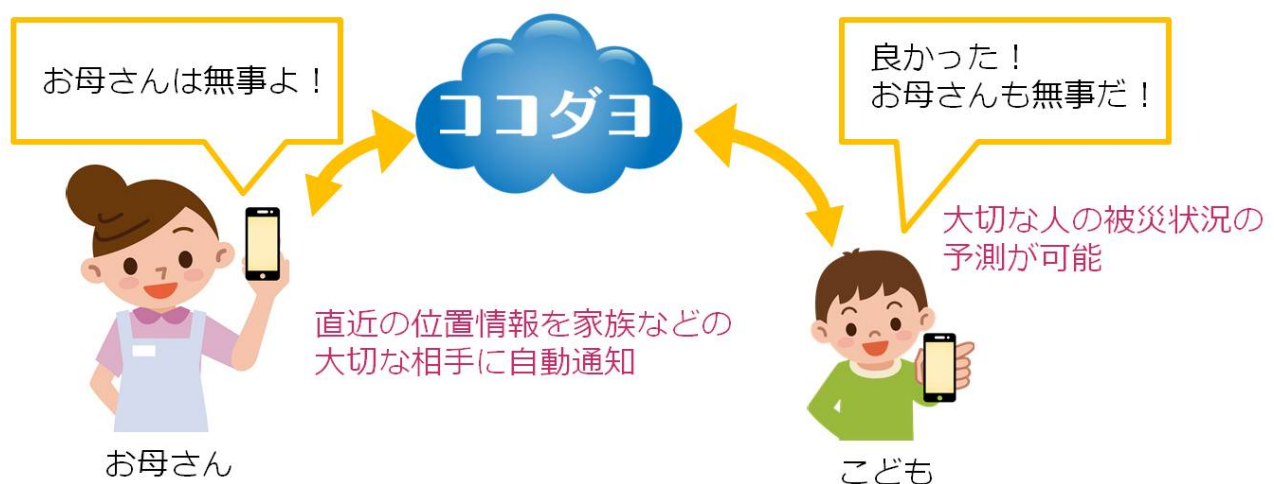 お母さんは無事よ！
ココダヨ
良かった！
お母さんも無事だ！
大切な人の被災状況の
予測が可能
直近の位置情報を家族などの
大切な相手に自動通知
お母さん
こども